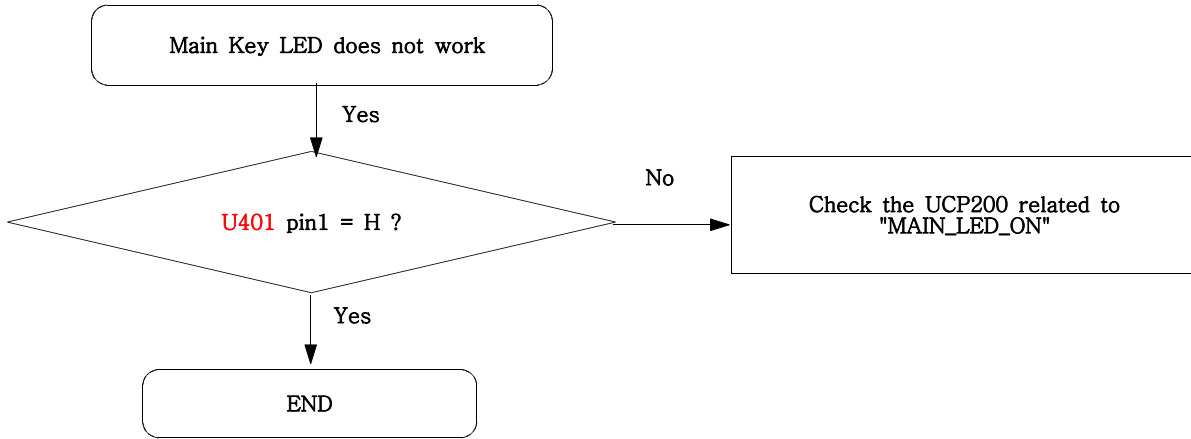 Main Key LED does not work
Yes
U401 pin1 = H ?
No
Check the UCP200 related to
"MAIN_LED_ON"
Yes
END